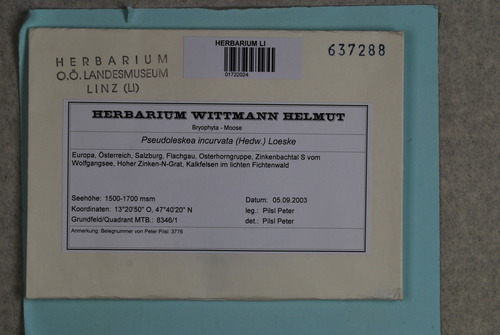 HERBARIUM
O.Ö. LANDESMUSEUM
LINZ (LI)
HERBARIUM LI
01722024
637288
HERBARIUM WITTMANN HELMUT
Bryophyta - Moose
Pseudoleskea incurvata (Hedw.) Loeske
Europa, Österreich, Salzburg, Flachgau, Osterhorngruppe, Zinkenbachtal S vom
Wolfgangsee, Hoher Zinken-N-Grat, Kalkfelsen im lichten Fichtenwald
Seehöhe: 1500-1700 msm
Datum: 05.09.2003
Koordinaten: 13°20'50" O, 47°40'20" N
leg.: Pilsl Peter
Grundfeld/Quadrant MTB.: 8346/1
det.: Pilsl Peter
Anmerkung: Belegnummer von Peter Pilsl: 3776